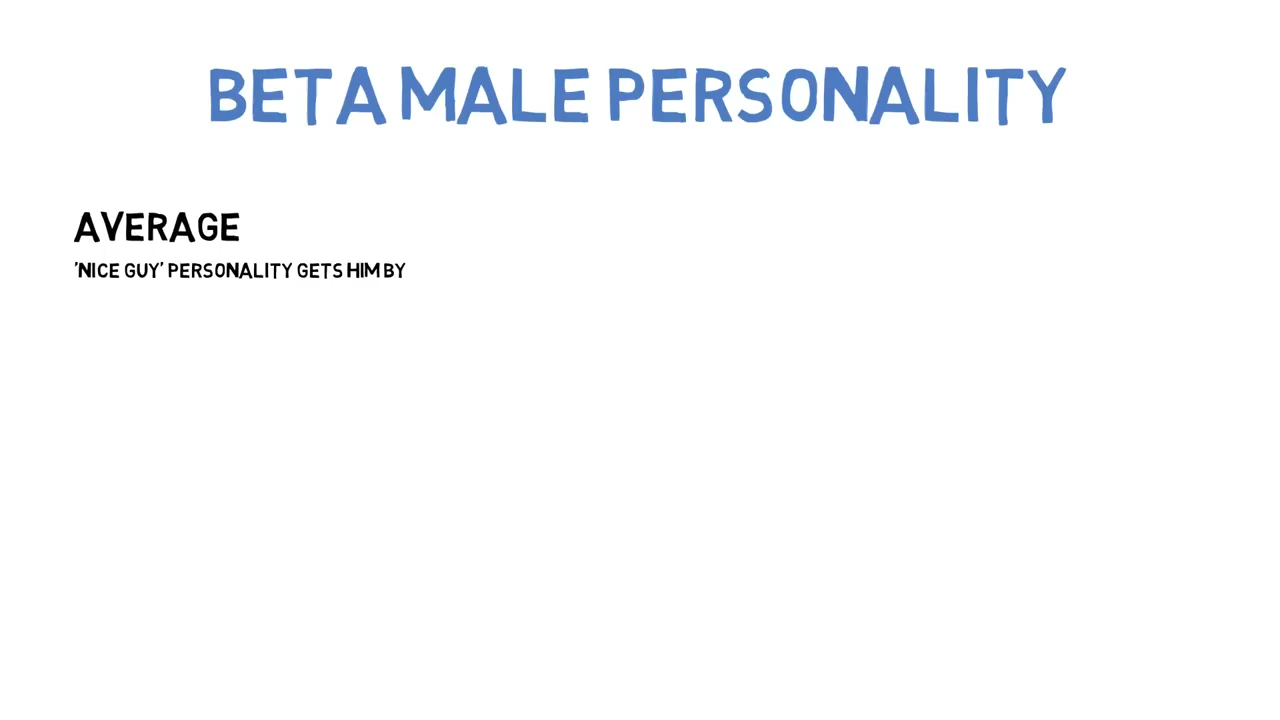 BETA MALE PERSONALITY
AVERAGE
'NICE GUY' PERSONALITY GETS HIM BY